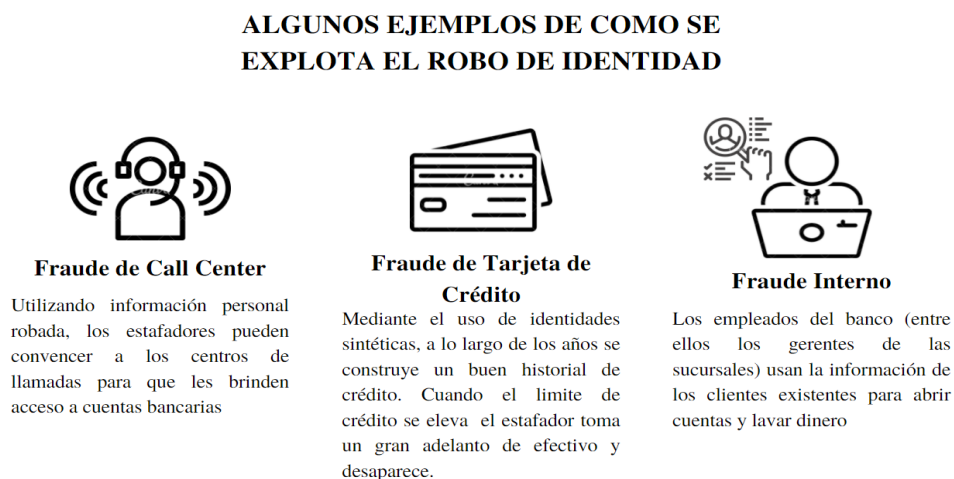 ALGUNOS EJEMPLOS DE COMO SE
EXPLOTA EL ROBO DE IDENTIDAD
Fraude de Call Center
Utilizando información personal
robada, los estafadores pueden
convencer a los centros de
llamadas para que les brinden
acceso a cuentas bancarias
Fraude de Tarjeta de
Crédito
Mediante el uso de identidades
sintéticas, a lo largo de los años se
construye un buen historial de
crédito. Cuando el limite de
crédito se eleva el estafador toma
un gran adelanto de efectivo y
desaparece.
Fraude Interno
Los empleados del banco (entre
ellos los gerentes de las
sucursales) usan la información de
los clientes existentes para abrir
cuentas y lavar dinero